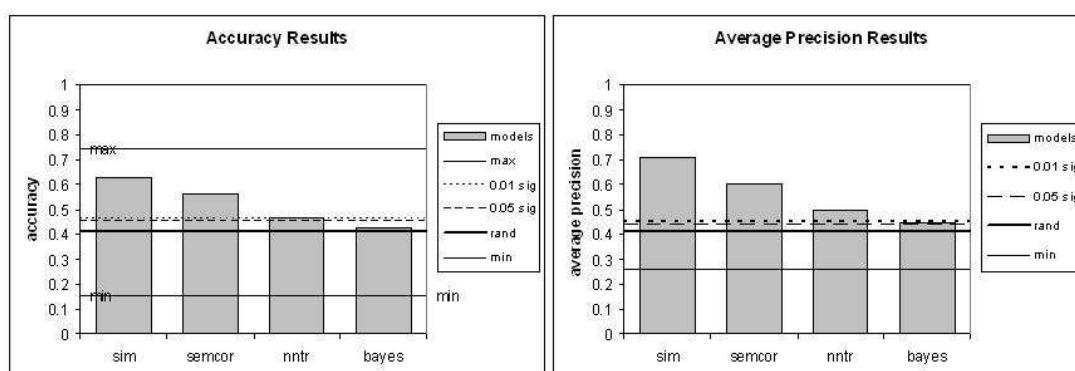 Accuracy Results
1
0.9
0.8
0.7
0.6
0.5
0.4
0.3
0.2
0.1
0
accuracy
max
min
min
sim semcor nntr bayes
models
max
0.01 sig
0.05 sig
rand
min
Average Precision Results
1
0.9
0.8
0.7
0.6
0.5
0.4
0.3
0.2
0.1
0
average precision
sim semcor nntr bayes
models
0.01 sig
0.05 sig
rand
min